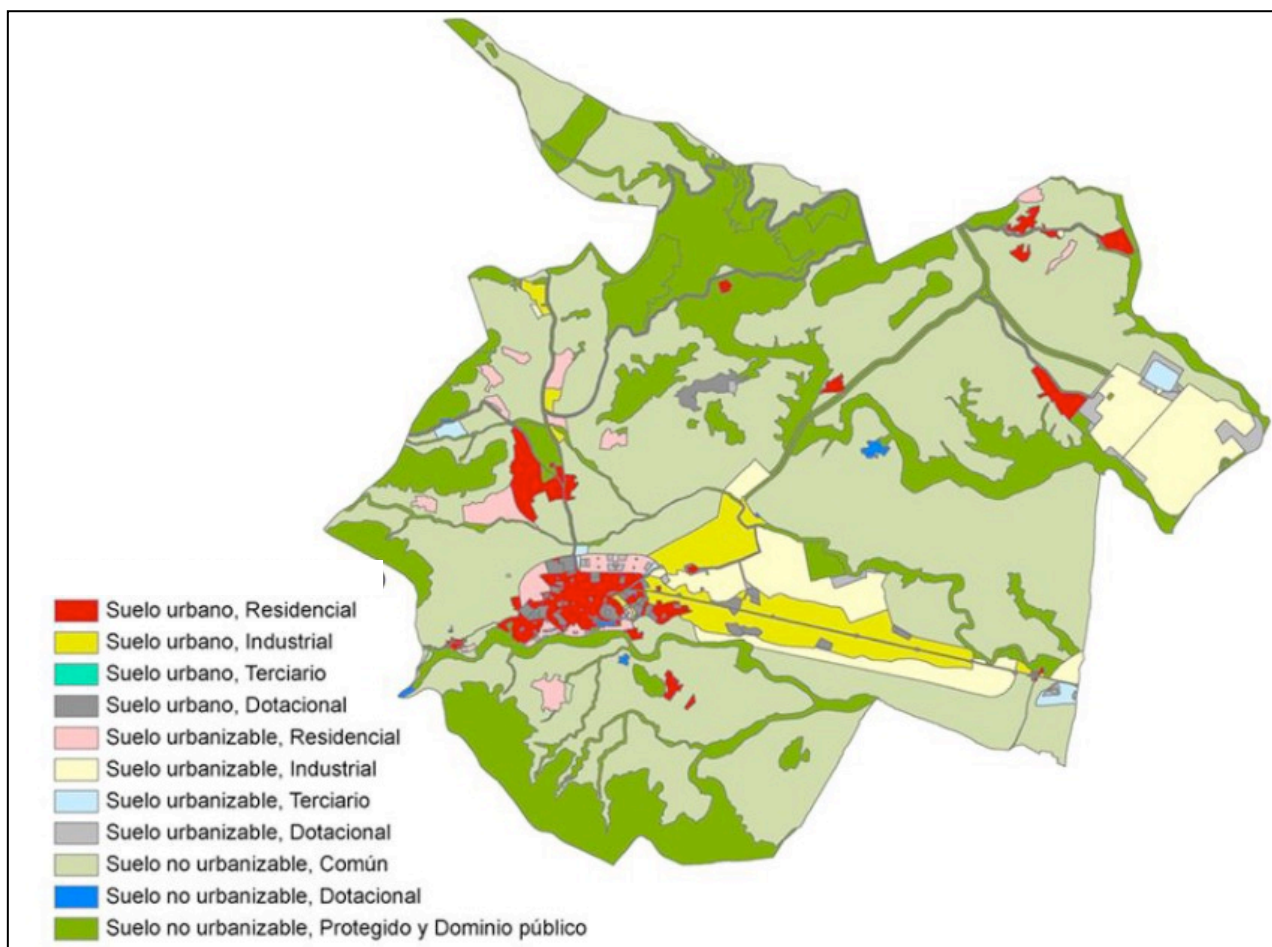 Suelo urbano, Residencial
Suelo urbano, Industrial
Suelo urbano, Terciario
Suelo urbano, Dotacional
Suelo urbanizable, Residencial
Suelo urbanizable, Industrial
Suelo urbanizable, Terciario
Suelo urbanizable, Dotacional
Suelo no urbanizable, Común
Suelo no urbanizable, Dotacional
Suelo no urbanizable, Protegido y Dominio público